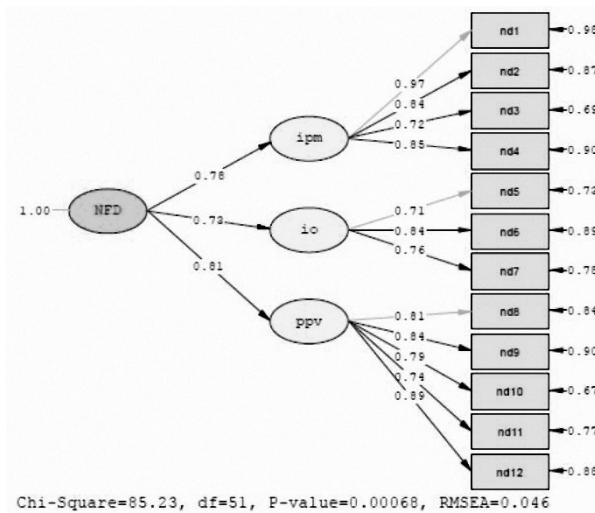 nd1
0.98
nd2
0.87
0.97
nd3
0.69
0.84
0.72
ipm
0.85
nd4
0.90
0.78
nd5
0.73
1.00
NFD
0.71
0.73
io
0.84
nd6
0.89
0.76
nd7
0.78
0.81
nd8
0.84
0.81
ppv
0.84
nd9
0.90
0.79
0.74
nd10
0.67
0.89
nd11
0.77
nd12
0.88
Chi-Square=85.23, df=51, P-value=0.00068, RMSEA=0.046